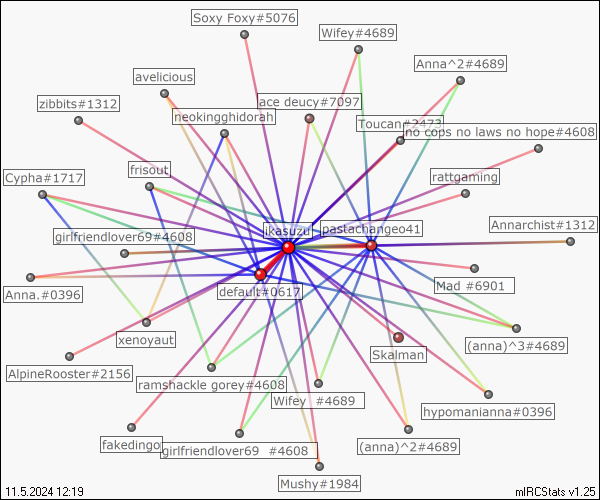 Soxy Foxy#5076
Wifey#4689
Anna^2#4689
avelicious
zibbits#1312
ace deucy#7097
neokingghidorah
Toucan#2473
no cops no laws no hope#4608
frisout
Cypha#1717
rattgaming
Annarchist#1312
ikasuzu
pastachangeo41
girlfriendlover69#4608
Anna.#0396
default#0617
Mad #6901
xenoyaut
(anna)^3#4689
Skalman
AlpineRooster#2156
ramshackle gorey#4608
Wifey #4689
hypomanianna#0396
fakedingo
girlfriendlover69 #4608
(anna)^2#4689
Mushy#1984
11.5.2024 12:19
mIRCStats v1.25